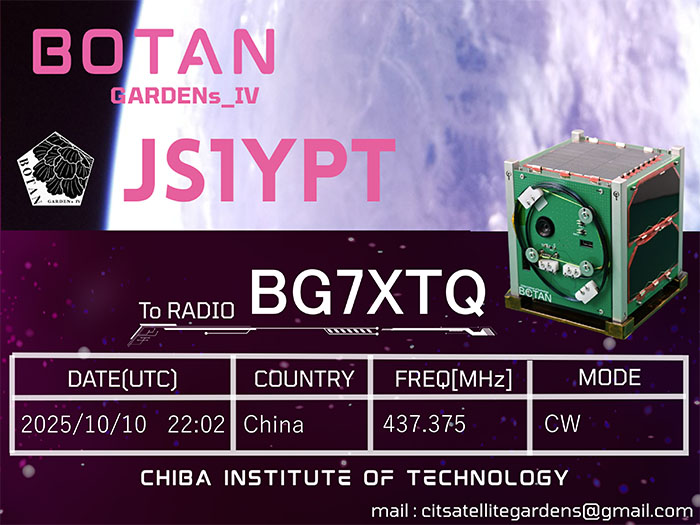 BOTAN
GARDENs_IV
JS1YPT
BOTAN
GARDENs IV
BOTAN
To RADIO BG7XTQ
DATE(UTC) COUNTRY FREQ[MHz] MODE
2025/10/10 22:02 China 437.375 CW
CHIBA INSTITUTE OF TECHNOLOGY
mail : citsatellitegardens@gmail.com